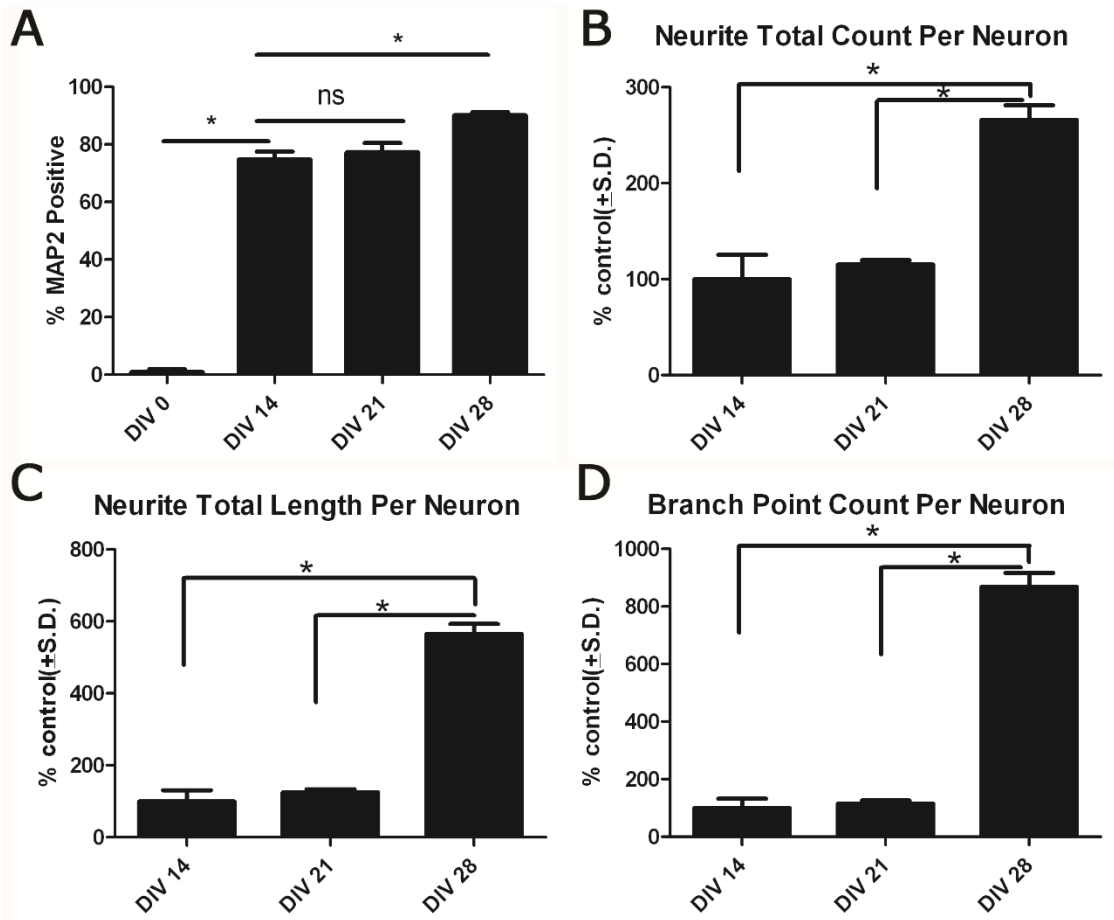 A
*
*
ns
% MAP2 Positive
100
80
60
40
20
0
DIV 0
DIV 14
DIV 21
DIV 28
B
Neurite Total Count Per Neuron
*
*
% control(±S.D.)
300
200
100
0
DIV 14
DIV 21
DIV 28
C
Neurite Total Length Per Neuron
*
*
% control(±S.D.)
800
600
400
200
0
DIV 14
DIV 21
DIV 28
D
Branch Point Count Per Neuron
*
*
% control(±S.D.)
1000
800
600
400
200
0
DIV 14
DIV 21
DIV 28